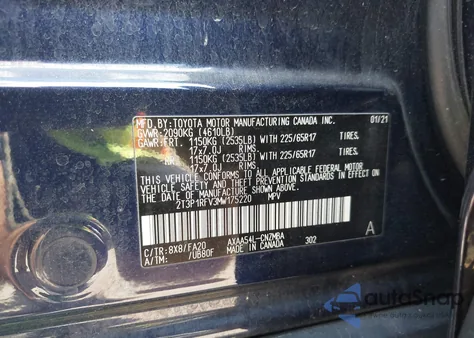 MFD.BY: TOYOTA MOTOR MANUFACTURING CANADA INC. 01/21
GVWR: 2090KG (4610LB)
GAWR: FRT. 1150KG (2535LB) WITH 225/65R17 TIRES,
17x7.0J RIMS.
RR. 1150KG (2535LB) WITH 225/65R17 TIRES,
17x7.0J RIMS.
THIS VEHICLE CONFORMS TO ALL APPLICABLE FEDERAL MOTOR
VEHICLE SAFETY AND THEFT PREVENTION STANDARDS IN
EFFECT ON THE DATE OF MANUFACTURE SHOWN ABOVE.
2T3P1RFV3MW175220 MPV
C/TR: 8X8/FA20 AXAA54L-CNZMBA A
/UB80F MADE IN CANADA 302
autoSnap